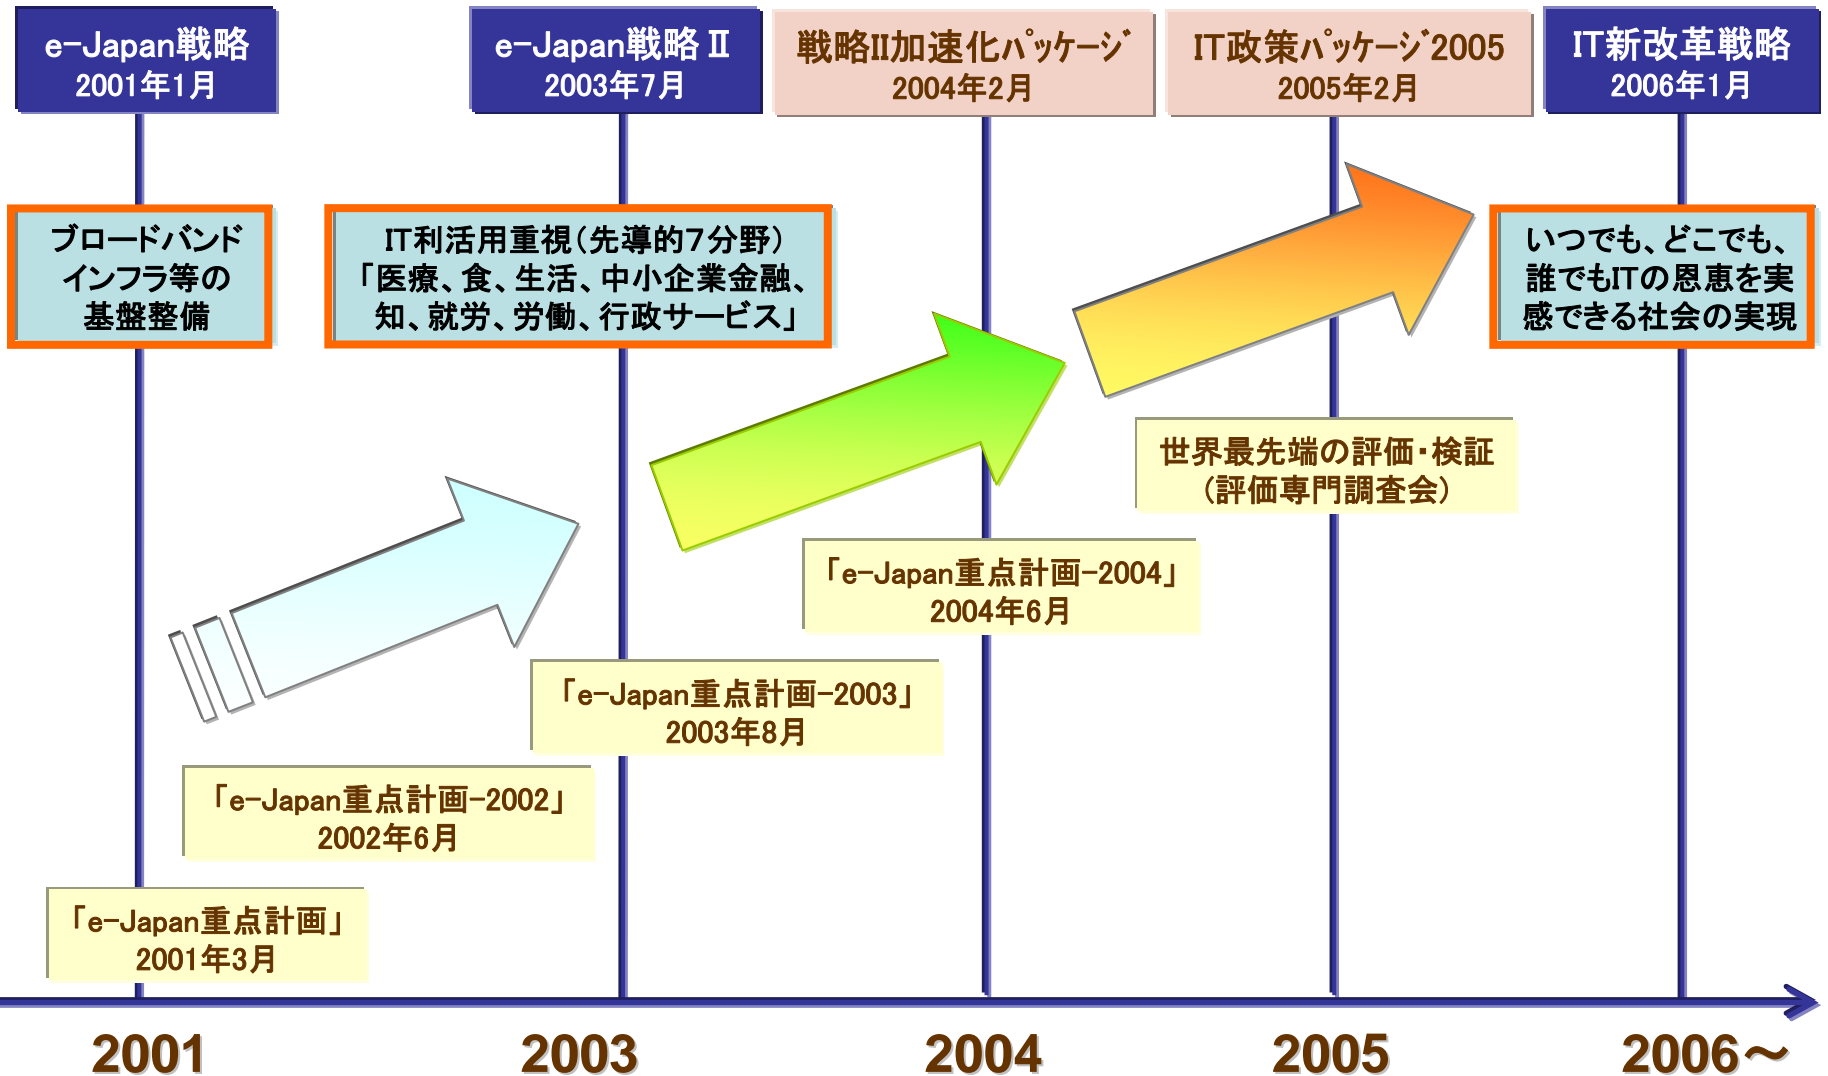 e-Japan戦略
2001年1月
e-Japan戦略Ⅱ
2003年7月
戦略II加速化ﾊﾟｯケｰｼﾞ
2004年2月
IT政策ﾊﾟｯケｰｼﾞ2005
2005年2月
IT新改革戦略
2006年1月
ブロードバンド
インフラ等の
基盤整備
IT利活用重視（先導的7分野）
「医療、食、生活、中小企業金融、
知、就労、労働、行政サービス」
いつでも、どこでも、
誰でもITの恩恵を実
感できる社会の実現
世界最先端の評価・検証
（評価専門調査会）
「e-Japan重点計画-2004」
2004年6月
「e-Japan重点計画-2003」
2003年8月
「e-Japan重点計画-2002」
2002年6月
「e-Japan重点計画」
2001年3月
2001
2003
2004
2005
2006～